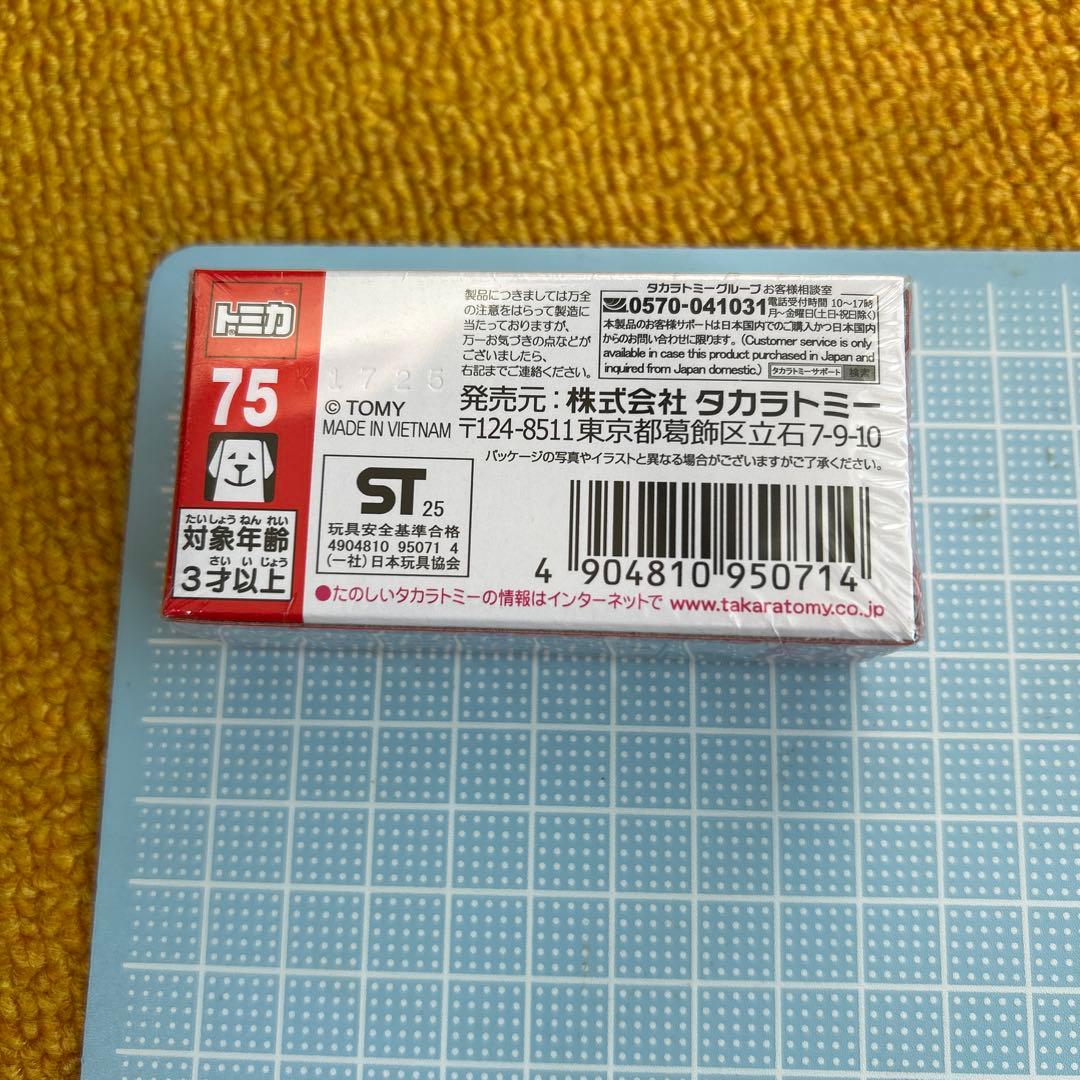 トミカ
75
たいしょう ねん れい
対象年齢
さい い じょう
3才以上
K1725
© TOMY
MADE IN VIETNAM
ST 25
玩具安全基準合格
4904810 95071 4
(一社)日本玩具協会
製品につきましては万全
の注意をはらって製造に
当たっておりますが、
万一お気づきの点などが
ございましたら、
右記までご連絡ください。
タカラトミーグループ お客様相談室
0570-041031 電話受付時間 10〜17時
月〜金曜日(土日・祝日除く)
本製品のお客様サポートは日本国内でのご購入かつ日本国内
からのお問い合わせに限ります。(Customer service is only
available in case this product purchased in Japan and
inquired from Japan domestic.) タカラトミーサポート 検索
発売元：株式会社 タカラトミー
〒124-8511東京都葛飾区立石7-9-10
パッケージの写真やイラストと異なる場合がございますがご了承ください。
4 904810 950714
●たのしいタカラトミーの情報はインターネットで www.takaratomy.co.jp